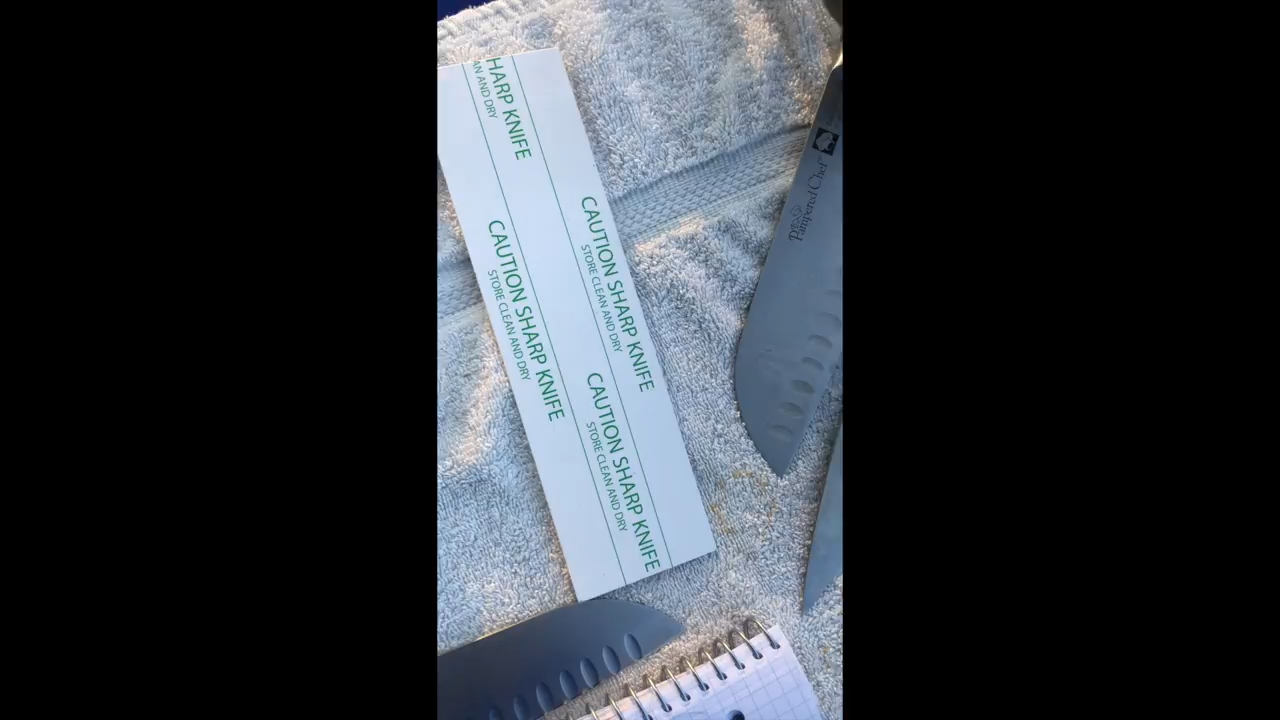 HARP KNIFE
AN AND DRY
CAUTION SHARP KNIFE
STORE CLEAN AND DRY
CAUTION SHARP KNIFE
STORE CLEAN AND DRY
CAUTION SHARP KNIFE
STORE CLEAN AND DRY
Pampered Chef